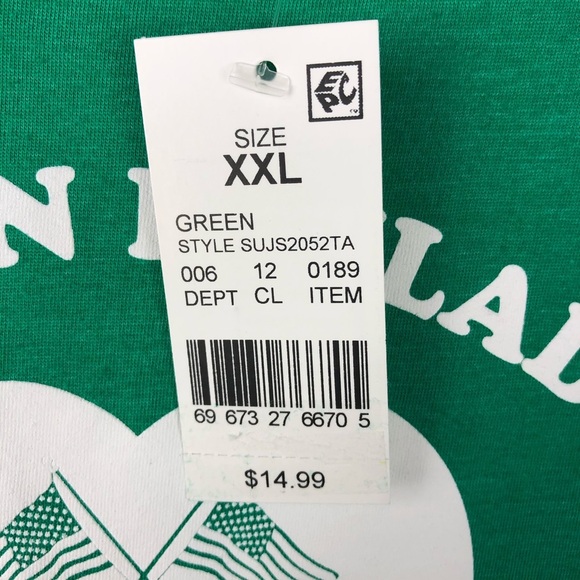 EPC
SIZE
XXL
GREEN
STYLE SUJS2052TA
006 12 0189
DEPT CL ITEM
69 673 27 6670 5
$14.99